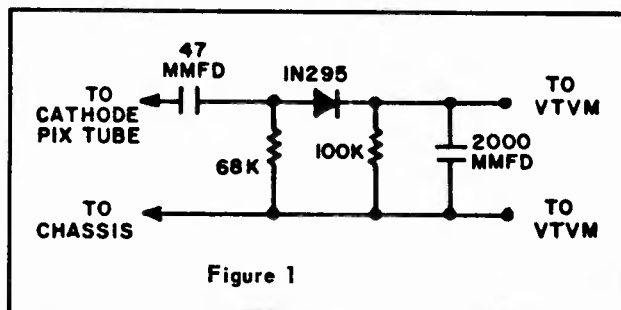 47
MMFD
IN295
TO
CATHODE
PIX TUBE
TO
VTVM
68K
100K
2000
MMFD
TO
CHASSIS
TO
VTVM
Figure 1